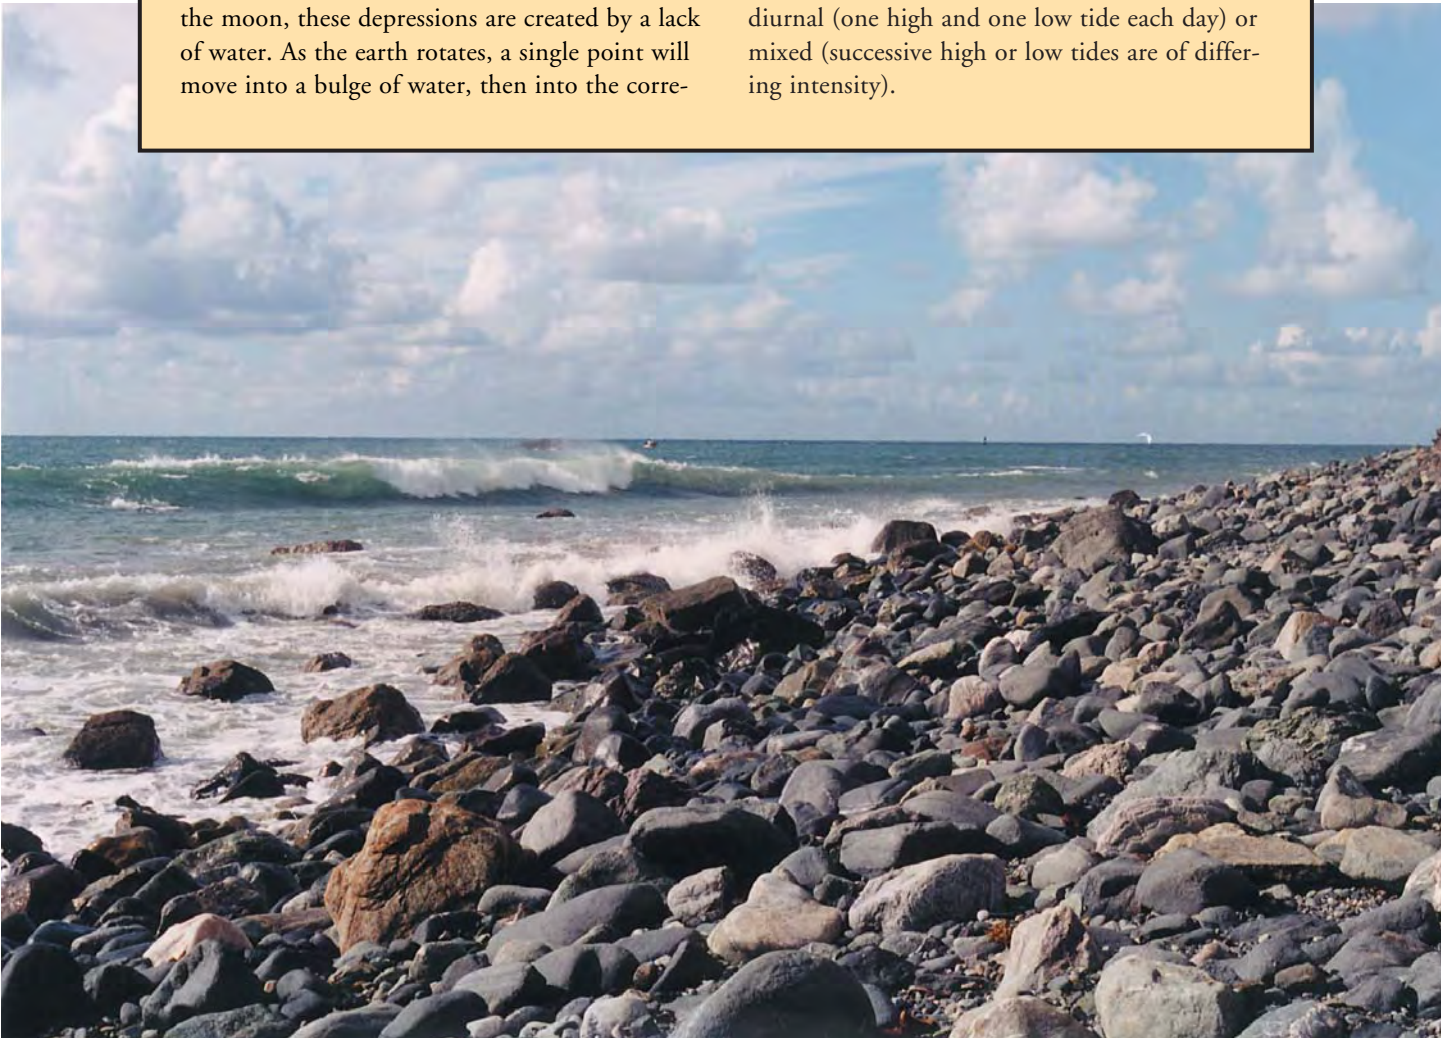 the moon, these depressions are created by a lack
of water. As the earth rotates, a single point will
move into a bulge of water, then into the corre-
diurnal (one high and one low tide each day) or
mixed (successive high or low tides are of differ-
ing intensity).